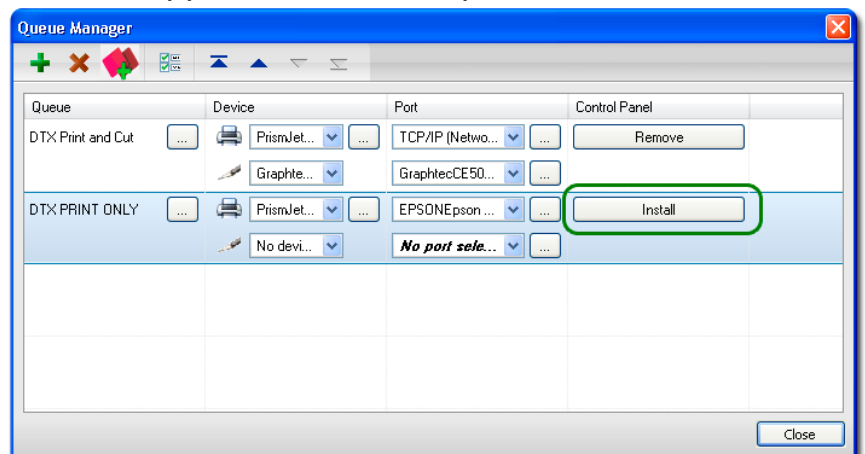 Queue Manager
Queue Device Port Control Panel
DTX Print and Cut ... PrismJet... ... TCP/IP (Netwo... ... Remove
Graphte... GraphtecCE50... ...
DTX PRINT ONLY ... PrismJet... ... EPSONEpson ... ... Install
No devi... No port sele... ...
Close